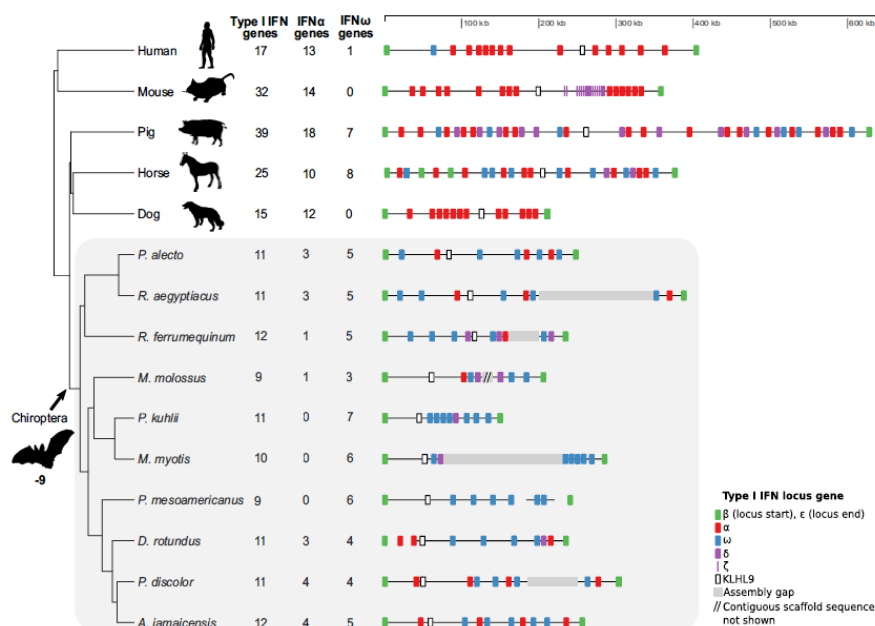 Type I IFN genes IFNα genes IFNω genes
100 kb 200 kb 300 kb 400 kb 500 kb 600 kb
Human 17 13 1
Mouse 32 14 0
Pig 39 18 7
Horse 25 10 8
Dog 15 12 0
P. alecto 11 3 5
R. aegyptiacus 11 3 5
R. ferrumequinum 12 1 5
M. molossus 9 1 3
Chiroptera
P. kuhlii 11 0 7
-9
M. myotis 10 0 6
P. mesoamericanus 9 0 6
D. rotundus 11 3 4
P. discolor 11 4 4
A. jamaicensis 12 4 5
Type I IFN locus gene
β (locus start), ε (locus end)
α
ω
δ
ζ
KLHL9
Assembly gap
// Contiguous scaffold sequence
not shown